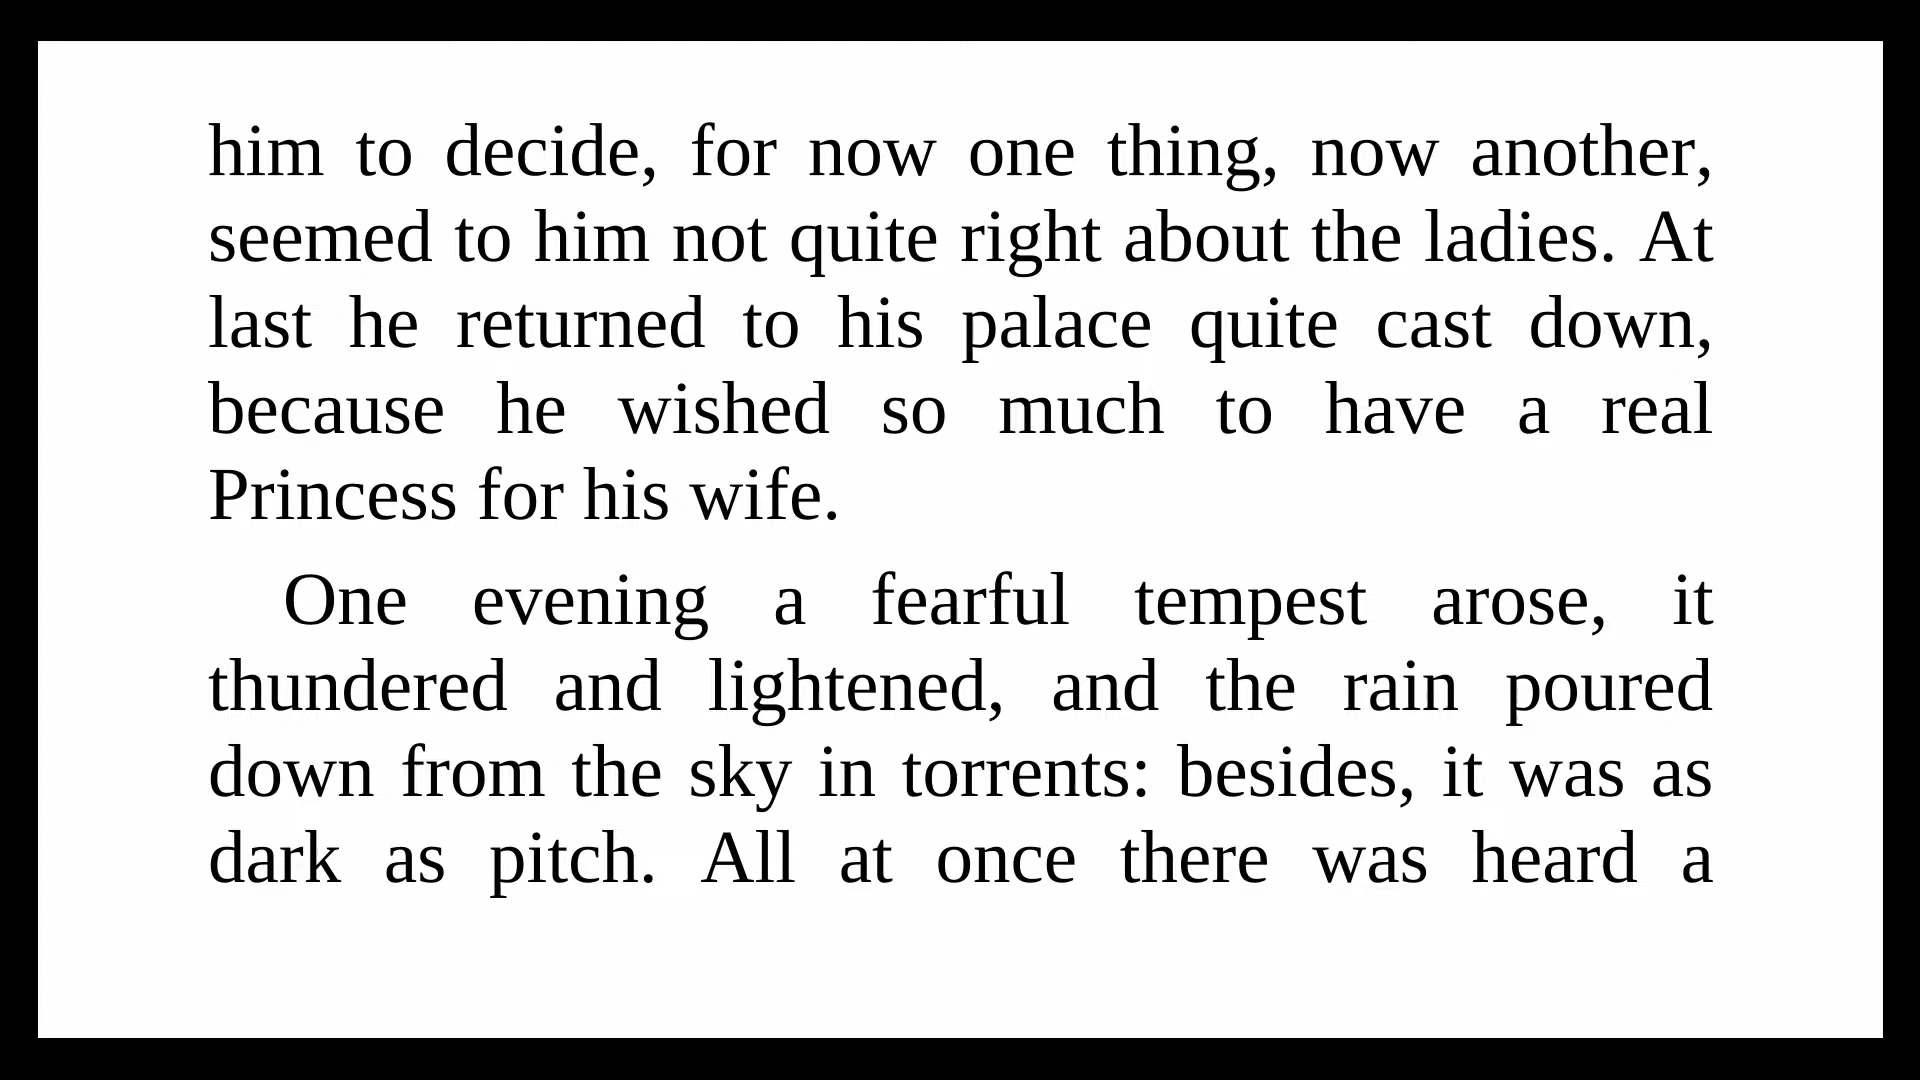 him to decide, for now one thing, now another,
seemed to him not quite right about the ladies. At
last he returned to his palace quite cast down,
because he wished so much to have a real
Princess for his wife.
One evening a fearful tempest arose, it
thundered and lightened, and the rain poured
down from the sky in torrents: besides, it was as
dark as pitch. All at once there was heard a